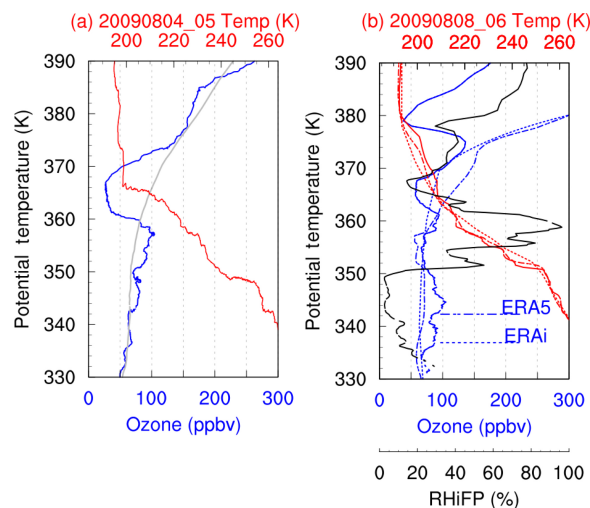 (a) 20090804_05 Temp (K)
200 220 240 260
390
380
370
360
350
340
330
Potential temperature (K)
0 100 200 300
Ozone (ppbv)
(b) 20090808_06 Temp (K)
200 220 240 260
390
380
370
360
350
340
330
Potential temperature (K)
ERA5
ERAi
0 100 200 300
Ozone (ppbv)
0 20 40 60 80 100
RHiFP (%)